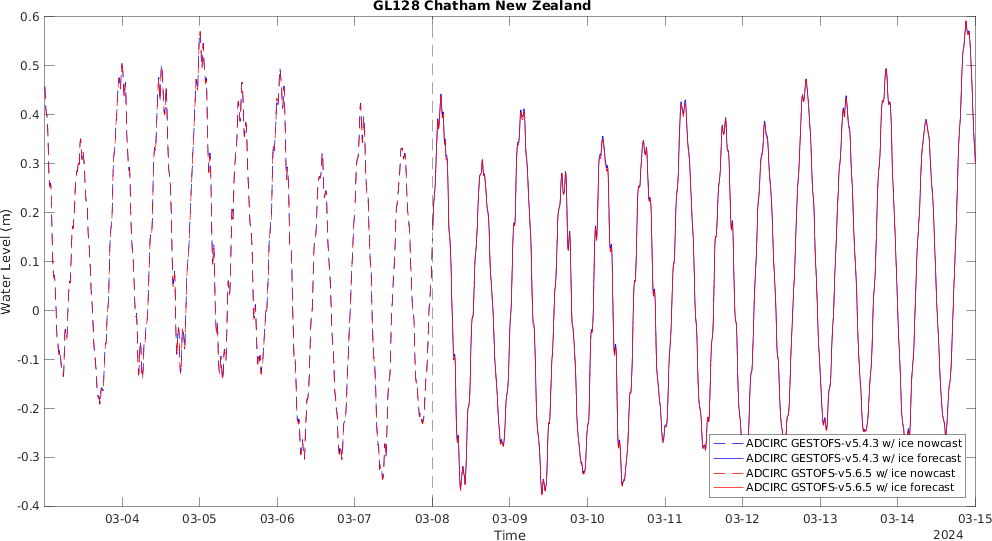 GL128 Chatham New Zealand
0.6
0.5
0.4
0.3
0.2
0.1
0
-0.1
-0.2
-0.3
-0.4
Water Level (m)
ADCIRC GESTOFS-v5.4.3 w/ ice nowcast
ADCIRC GESTOFS-v5.4.3 w/ ice forecast
ADCIRC GSTOFS-v5.6.5 w/ ice nowcast
ADCIRC GSTOFS-v5.6.5 w/ ice forecast
03-04 03-05 03-06 03-07 03-08 03-09 03-10 03-11 03-12 03-13 03-14 03-15
Time
2024